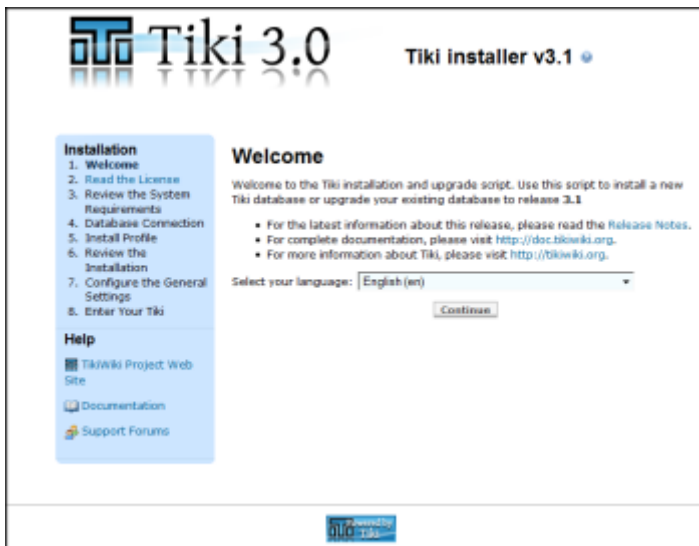 Tiki 3.0
Tiki installer v3.1
Installation
1. Welcome
2. Read the License
3. Review the System
Requirements
4. Database Connection
5. Install Profile
6. Review the
Installation
7. Configure the General
Settings
8. Enter Your Tiki
Help
TikiWiki Project Web
Site
Documentation
Support Forums
Welcome
Welcome to the Tiki installation and upgrade script. Use this script to install a new
Tiki database or upgrade your existing database to release 3.1
• For the latest information about this release, please read the Release Notes.
• For complete documentation, please visit http://doc.tikiwiki.org.
• For more information about Tiki, please visit http://tikiwiki.org.
Select your language: English (en)
Continue
Powered by
Tiki